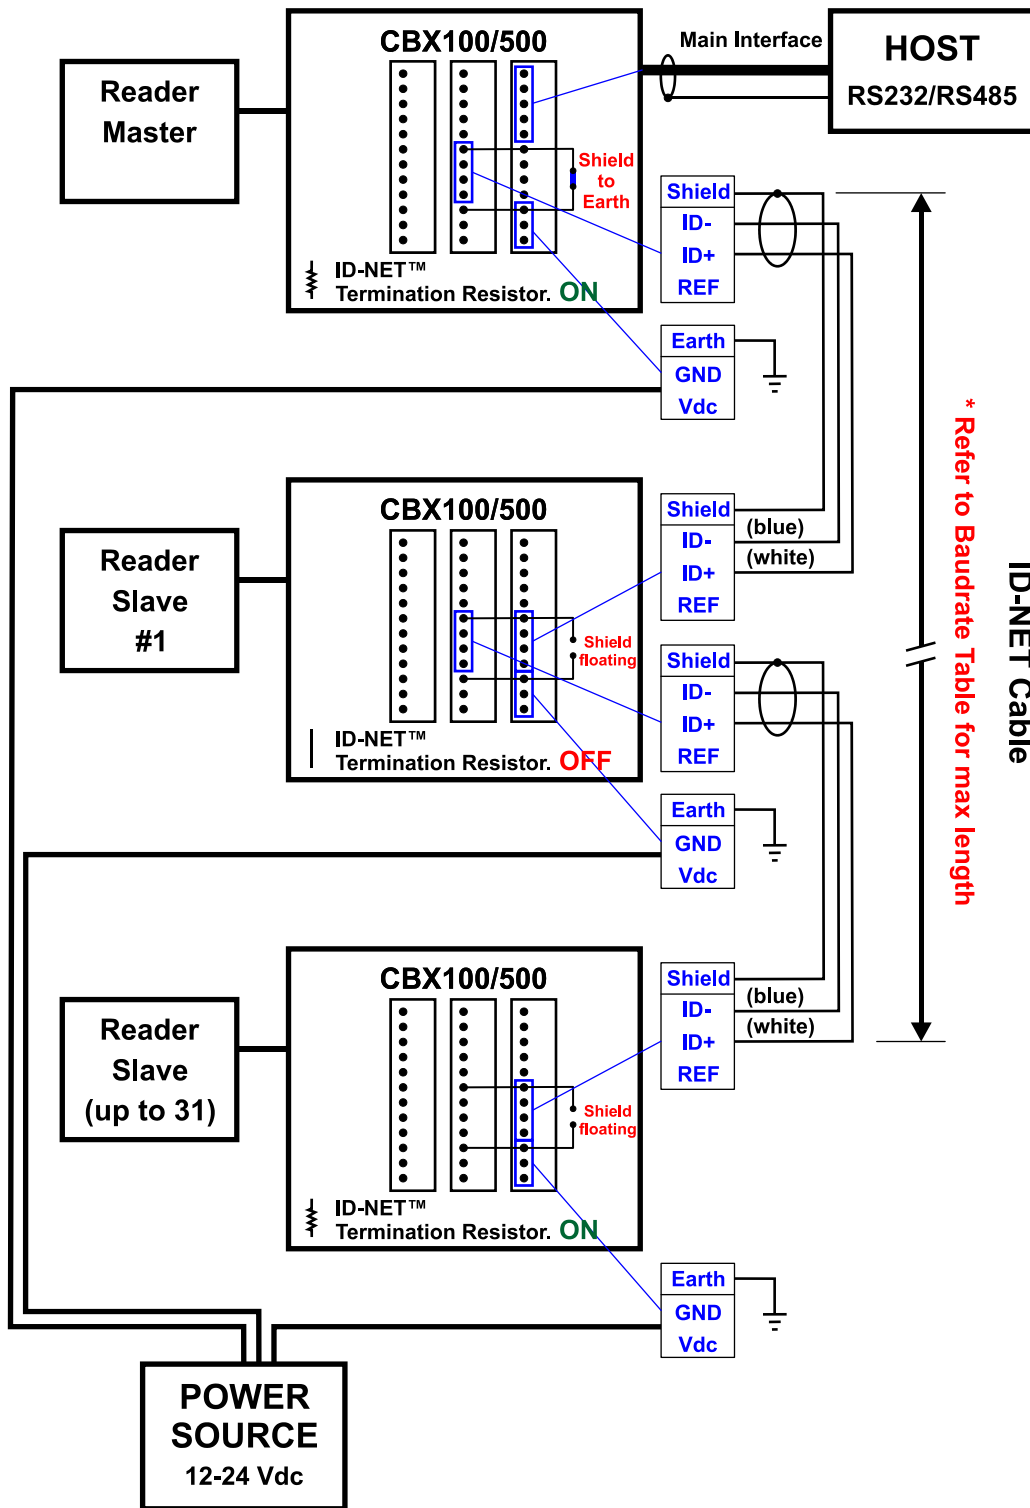 CBX100/500
Main Interface
HOST
RS232/RS485
Reader
Master
Shield
to
Earth
ID-NET™
Termination Resistor. ON
Shield
ID-
ID+
REF
Earth
GND
Vdc
CBX100/500
Reader
Slave
#1
Shield
floating
ID-NET™
Termination Resistor. OFF
Shield
ID-
(blue)
ID+
(white)
REF
Shield
ID-
ID+
REF
Earth
GND
Vdc
* Refer to Baudrate Table for max length
ID-NET Cable
CBX100/500
Reader
Slave
(up to 31)
Shield
floating
ID-NET™
Termination Resistor. ON
Shield
ID-
(blue)
ID+
(white)
REF
Earth
GND
Vdc
POWER
SOURCE
12-24 Vdc